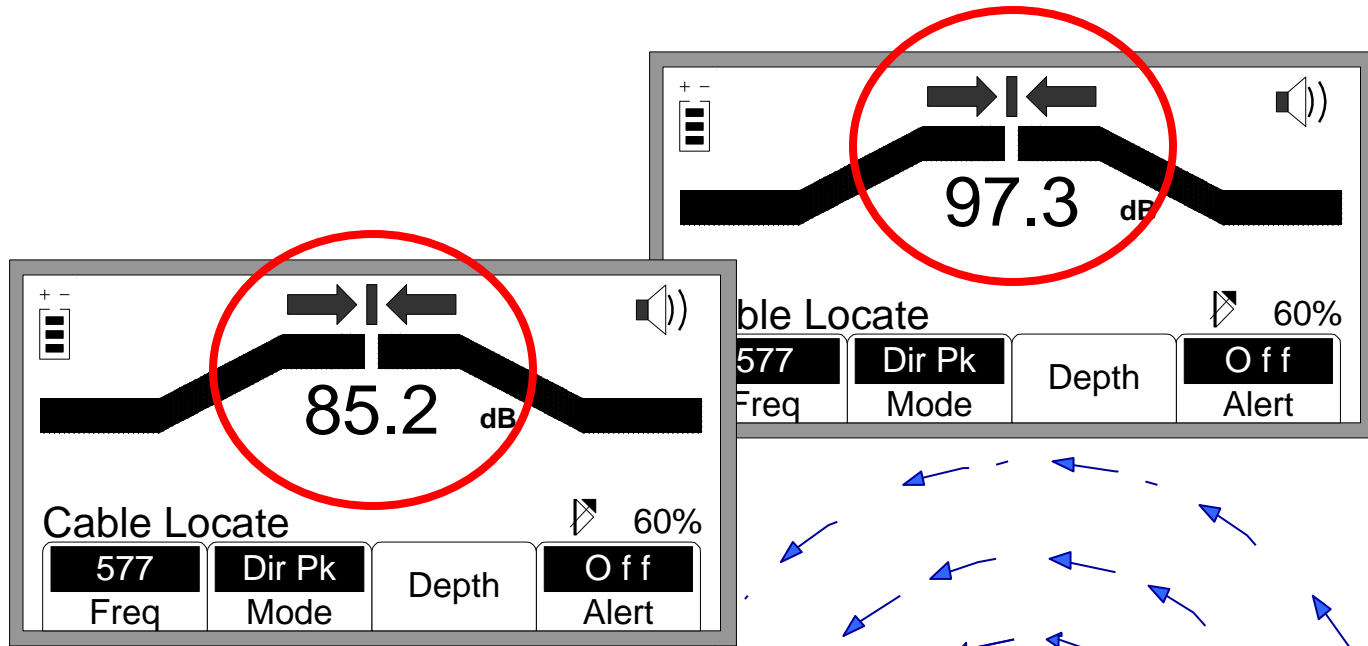 + -
97.3 dB
ble Locate 60%
577 Dir Pk Depth O f f
Freq Mode Alert
+ -
85.2 dB
Cable Locate 60%
577 Dir Pk Depth O f f
Freq Mode Alert